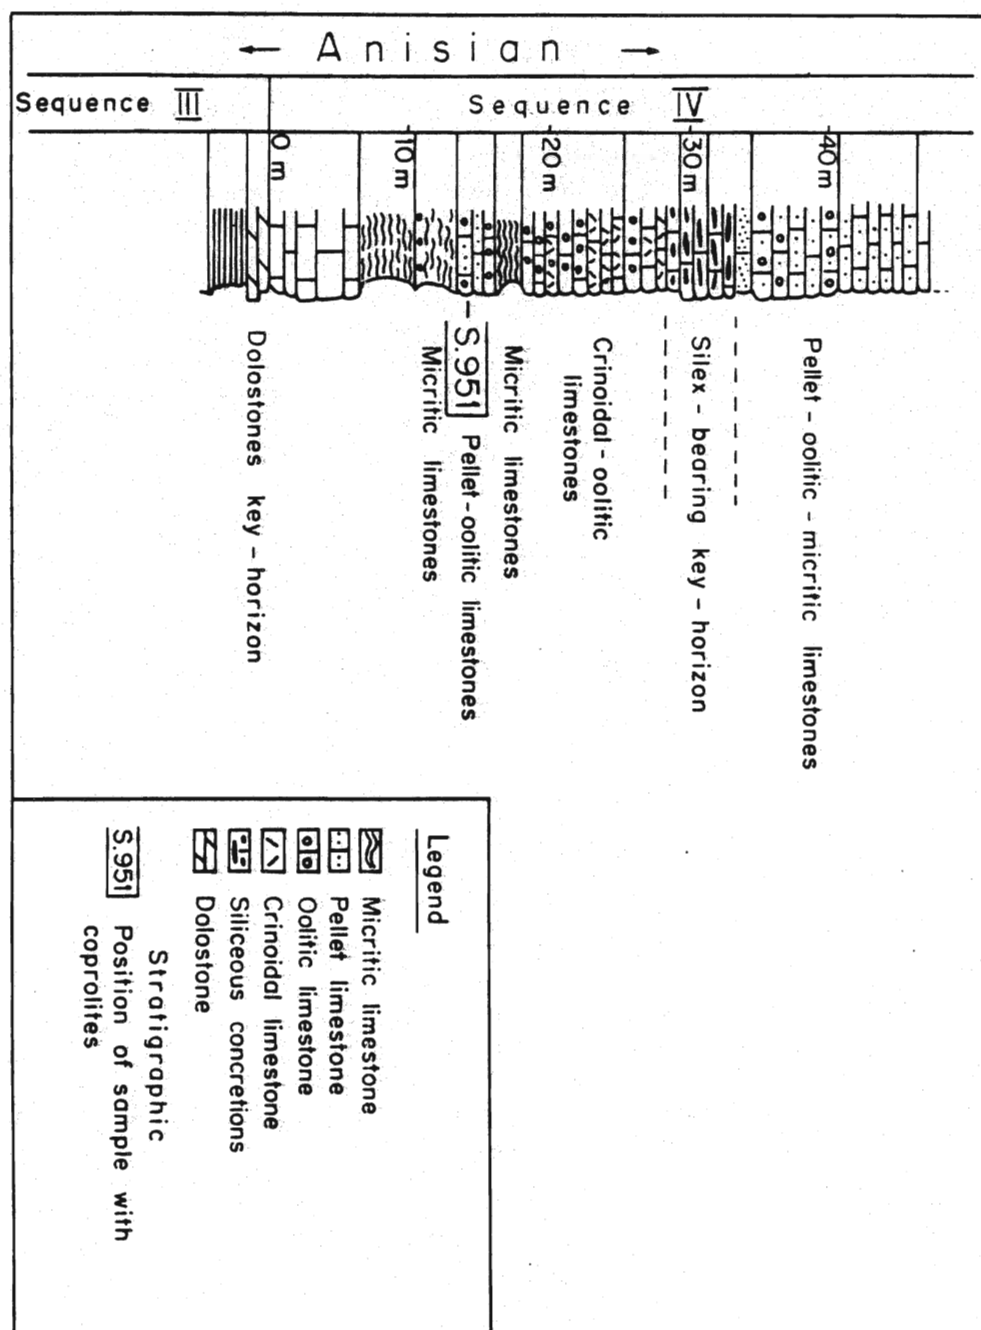 ← Anisian →
Sequence III
Sequence IV
0 m
10 m
20 m
30 m
40 m
Pellet-oolitic-micritic limestones
Silex-bearing key-horizon
Crinoidal-oolitic
limestones
Micritic limestones
S.951 Pellet-oolitic limestones
Micritic limestones
Dolostones key-horizon
Legend
Micritic limestone
Pellet limestone
Oolitic limestone
Crinoidal limestone
Siliceous concretions
Dolostone
Stratigraphic
S.951 Position of sample with
coprolites